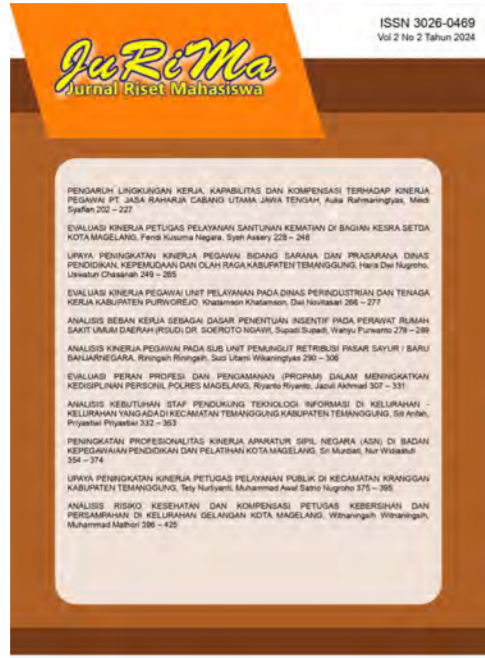 ISSN 3026-0469
Vol 2 No 2 Tahun 2024
JuRiMa
Jurnal Riset Mahasiswa
PENGARUH LINGKUNGAN KERJA, KAPABILITAS DAN KOMPENSASI TERHADAP KINERJA
PEGAWAI PT. JASA RAHARJA CABANG UTAMA JAWA TENGAH, Aulia Rahmaningtyas, Meidi
Syaflan 202 – 227
EVALUASI KINERJA PETUGAS PELAYANAN SANTUNAN KEMATIAN DI BAGIAN KESRA SETDA
KOTA MAGELANG, Fendi Kusuma Negara, Syeh Assery 228 – 248
UPAYA PENINGKATAN KINERJA PEGAWAI BIDANG SARANA DAN PRASARANA DINAS
PENDIDIKAN, KEPEMUDAAN DAN OLAH RAGA KABUPATEN TEMANGGUNG, Haris Dwi Nugroho,
Uswatun Chasanah 249 – 265
EVALUASI KINERJA PEGAWAI UNIT PELAYANAN PADA DINAS PERINDUSTRIAN DAN TENAGA
KERJA KABUPATEN PURWOREJO, Khatamson Khatamson, Dwi Novitasari 266 – 277
ANALISIS BEBAN KERJA SEBAGAI DASAR PENENTUAN INSENTIF PADA PERAWAT RUMAH
SAKIT UMUM DAERAH (RSUD) DR. SOEROTO NGAWI, Supadi Supadi, Wahyu Purwanto 278 – 289
ANALISIS KINERJA PEGAWAI PADA SUB UNIT PEMUNGUT RETRIBUSI PASAR SAYUR / BARU
BANJARNEGARA, Riningsih Riningsih, Suci Utami Wikaningtyas 290 – 306
EVALUASI PERAN PROFESI DAN PENGAMANAN (PROPAM) DALAM MENINGKATKAN
KEDISIPLINAN PERSONIL POLRES MAGELANG, Riyanto Riyanto, Jazuli Akhmad 307 – 331
ANALISIS KEBUTUHAN STAF PENDUKUNG TEKNOLOGI INFORMASI DI KELURAHAN -
KELURAHAN YANG ADA DI KECAMATAN TEMANGGUNG KABUPATEN TEMANGGUNG, Siti Arifah,
Priyastiwi Priyastiwi 332 – 353
PENINGKATAN PROFESIONALITAS KINERJA APARATUR SIPIL NEGARA (ASN) DI BADAN
KEPEGAWAIAN PENDIDIKAN DAN PELATIHAN KOTA MAGELANG, Sri Murdiati, Nur Widiastuti
354 – 374
UPAYA PENINGKATAN KINERJA PETUGAS PELAYANAN PUBLIK DI KECAMATAN KRANGGAN
KABUPATEN TEMANGGUNG, Tety Nurliyanti, Muhammad Awal Satrio Nugroho 375 – 395
ANALISIS RISIKO KESEHATAN DAN KOMPENSASI PETUGAS KEBERSIHAN DAN
PERSAMPAHAN DI KELURAHAN GELANGAN KOTA MAGELANG, Witnaningsih Witnaningsih,
Muhammad Mathori 396 – 425